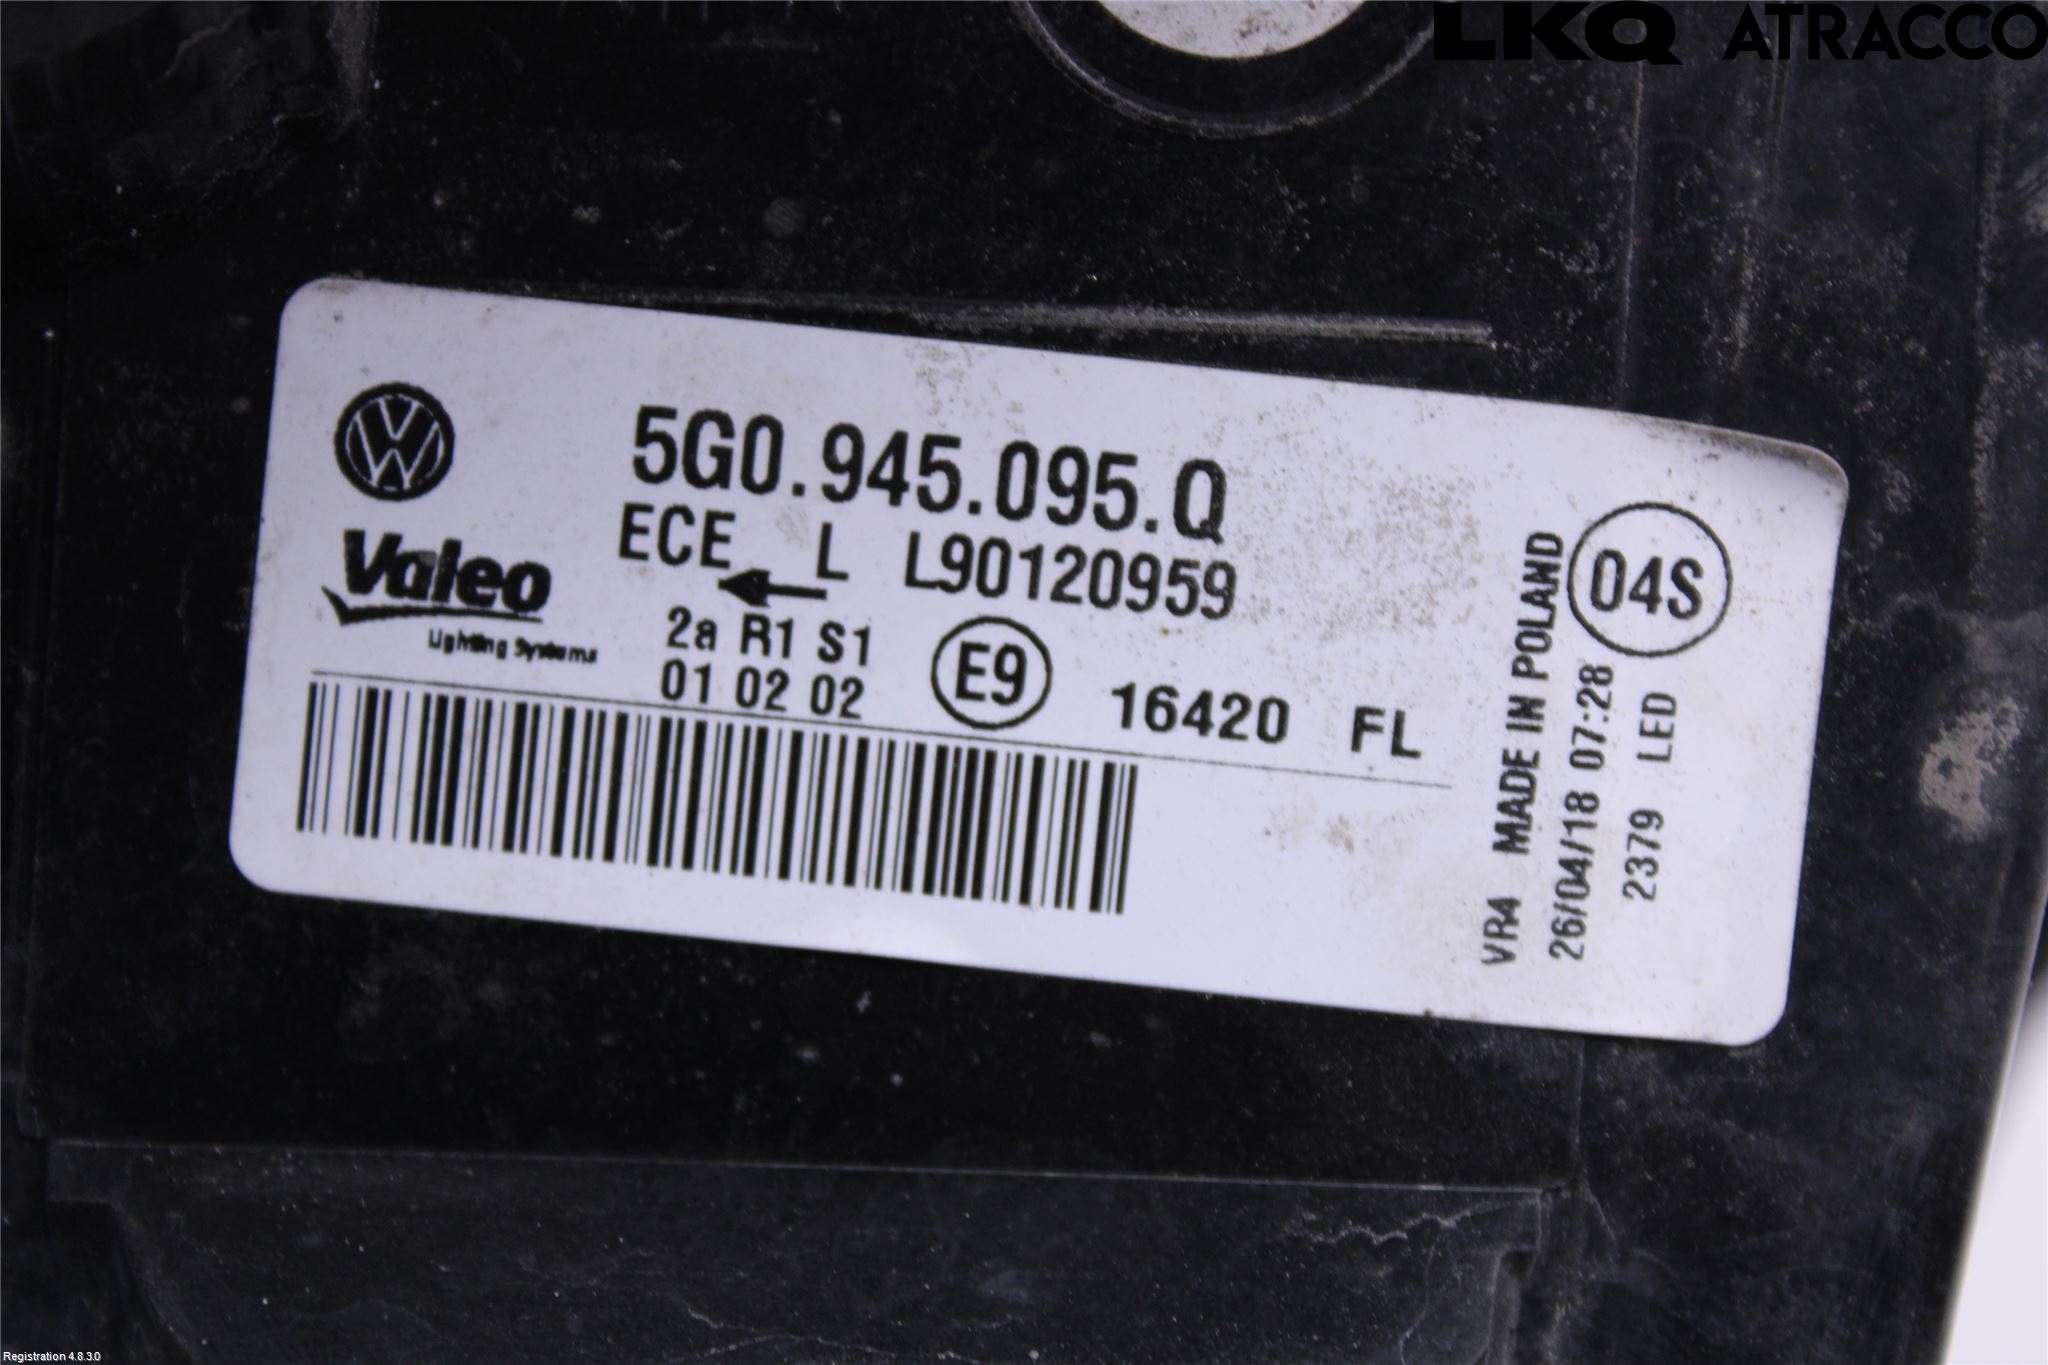 LKQ ATRACCO
5G0.945.095.Q
ECE L L90120959
Valeo
Lighting Systems
2a R1 S1
01 02 02
E9
16420 FL
04S
VR4 MADE IN POLAND
26/04/18 07:28
2379 LED
Registration 4.8.3.0